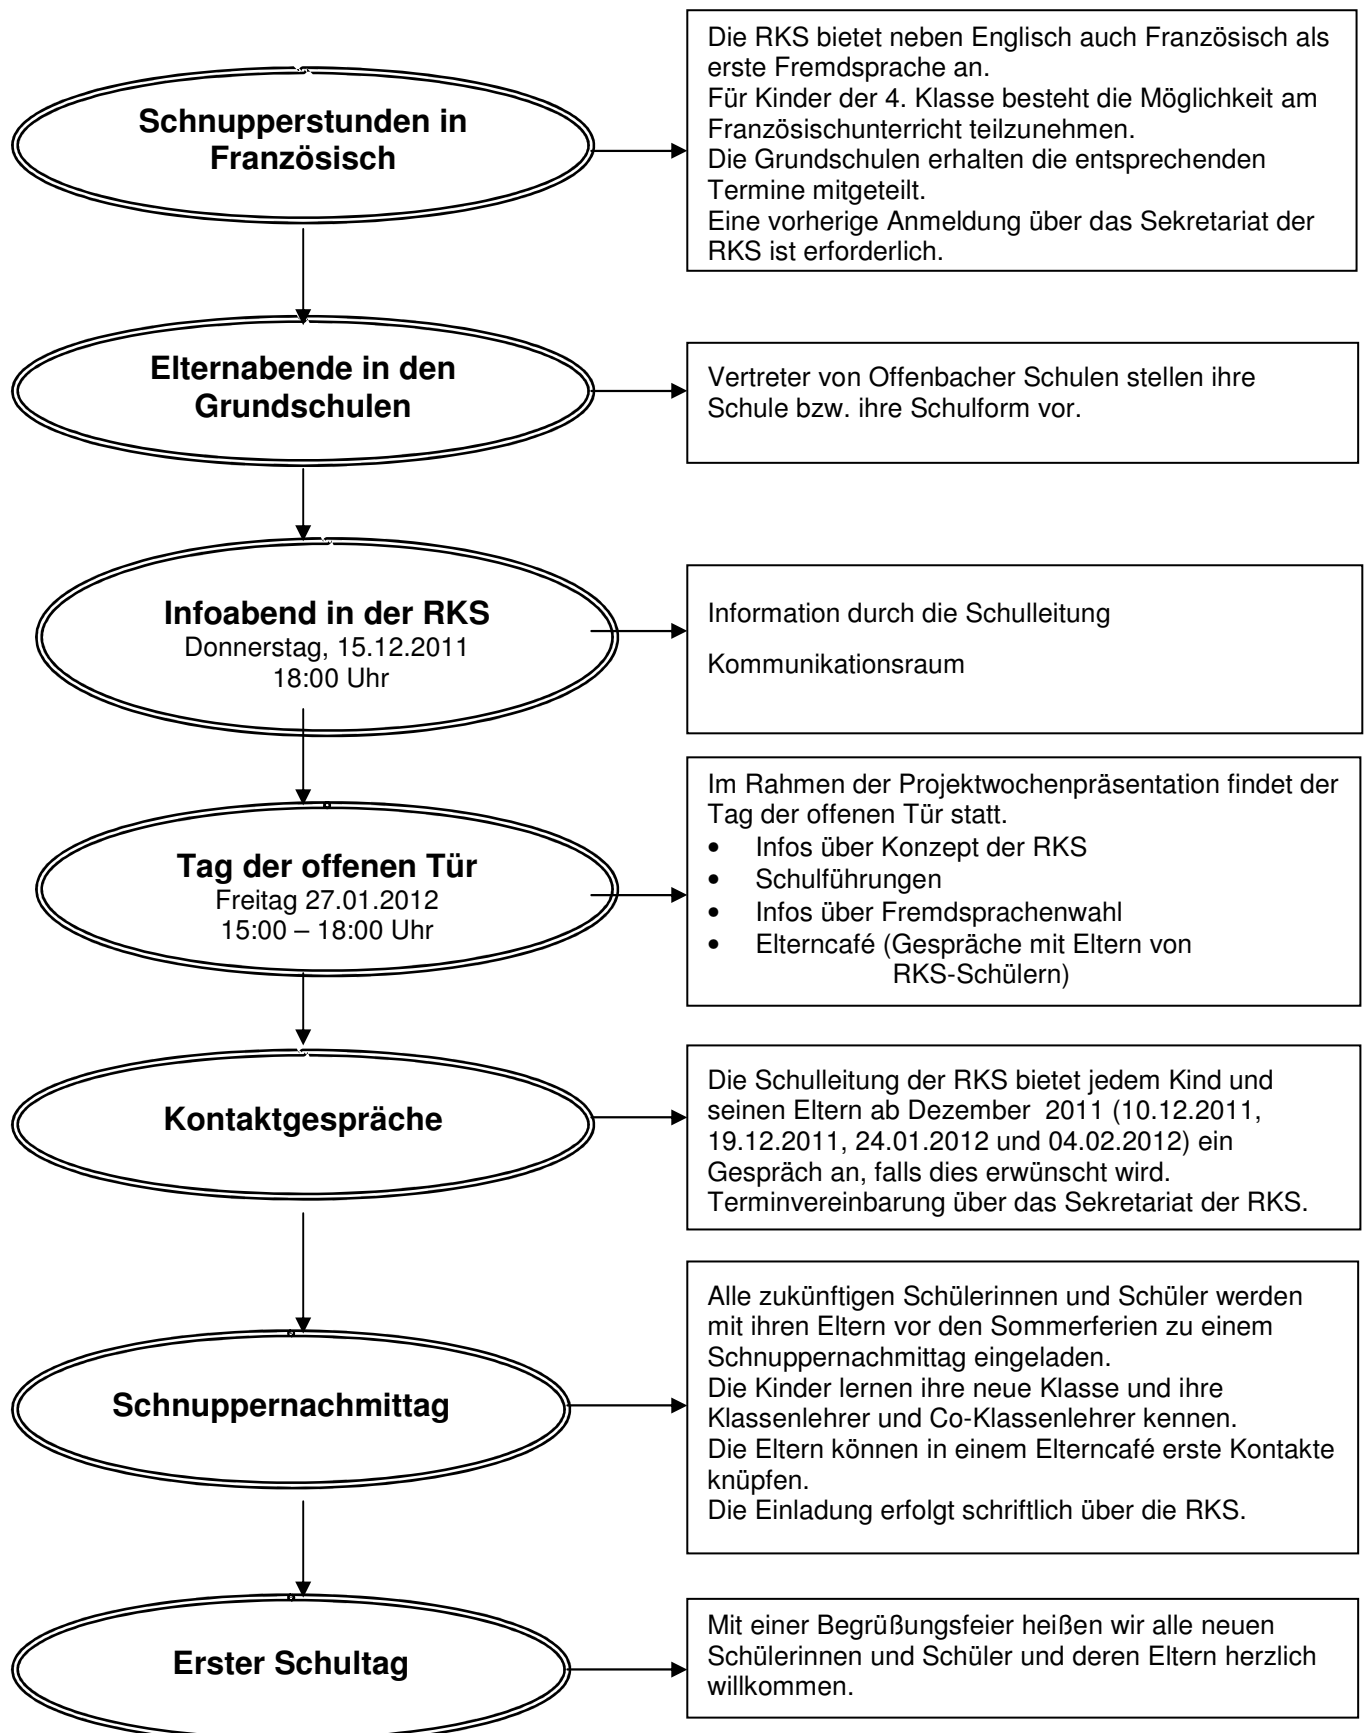 Schnupperstunden in
Französisch
Die RKS bietet neben Englisch auch Französisch als
erste Fremdsprache an.
Für Kinder der 4. Klasse besteht die Möglichkeit am
Französischunterricht teilzunehmen.
Die Grundschulen erhalten die entsprechenden
Termine mitgeteilt.
Eine vorherige Anmeldung über das Sekretariat der
RKS ist erforderlich.
Elternabende in den
Grundschulen
Vertreter von Offenbacher Schulen stellen ihre
Schule bzw. ihre Schulform vor.
Infoabend in der RKS
Donnerstag, 15.12.2011
18:00 Uhr
Information durch die Schulleitung
Kommunikationsraum
Tag der offenen Tür
Freitag 27.01.2012
15:00 – 18:00 Uhr
Im Rahmen der Projektwochenpräsentation findet der
Tag der offenen Tür statt.
• Infos über Konzept der RKS
• Schulführungen
• Infos über Fremdsprachenwahl
• Elterncafé (Gespräche mit Eltern von
RKS-Schülern)
Kontaktgespräche
Die Schulleitung der RKS bietet jedem Kind und
seinen Eltern ab Dezember 2011 (10.12.2011,
19.12.2011, 24.01.2012 und 04.02.2012) ein
Gespräch an, falls dies erwünscht wird.
Terminvereinbarung über das Sekretariat der RKS.
Schnuppernachmittag
Alle zukünftigen Schülerinnen und Schüler werden
mit ihren Eltern vor den Sommerferien zu einem
Schnuppernachmittag eingeladen.
Die Kinder lernen ihre neue Klasse und ihre
Klassenlehrer und Co-Klassenlehrer kennen.
Die Eltern können in einem Elterncafé erste Kontakte
knüpfen.
Die Einladung erfolgt schriftlich über die RKS.
Erster Schultag
Mit einer Begrüßungsfeier heißen wir alle neuen
Schülerinnen und Schüler und deren Eltern herzlich
willkommen.